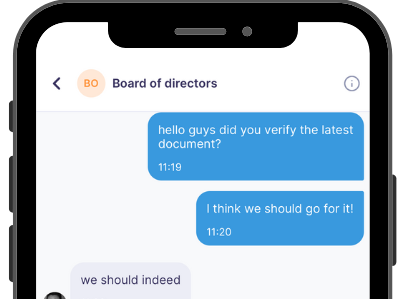 BO
Board of directors
hello guys did you verify the latest
document?
11:19
I think we should go for it!
11:20
we should indeed